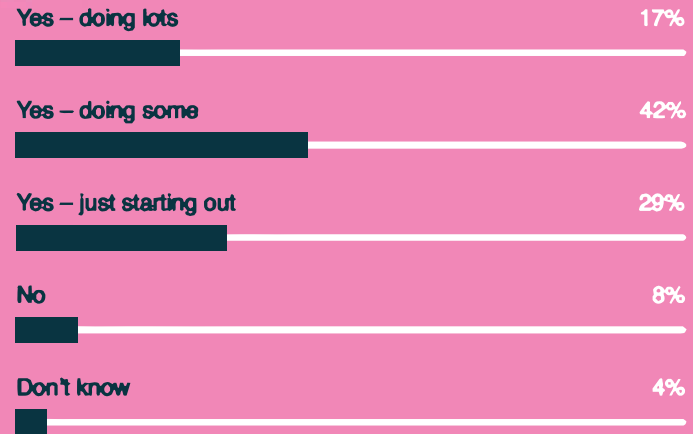 Yes – doing lots 17%
Yes – doing some 42%
Yes – just starting out 29%
No 8%
Don't know 4%